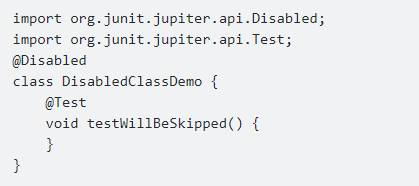 import org.junit.jupiter.api.Disabled;
import org.junit.jupiter.api.Test;
@Disabled
class DisabledClassDemo {
    @Test
    void testWillBeSkipped() {
    }
}